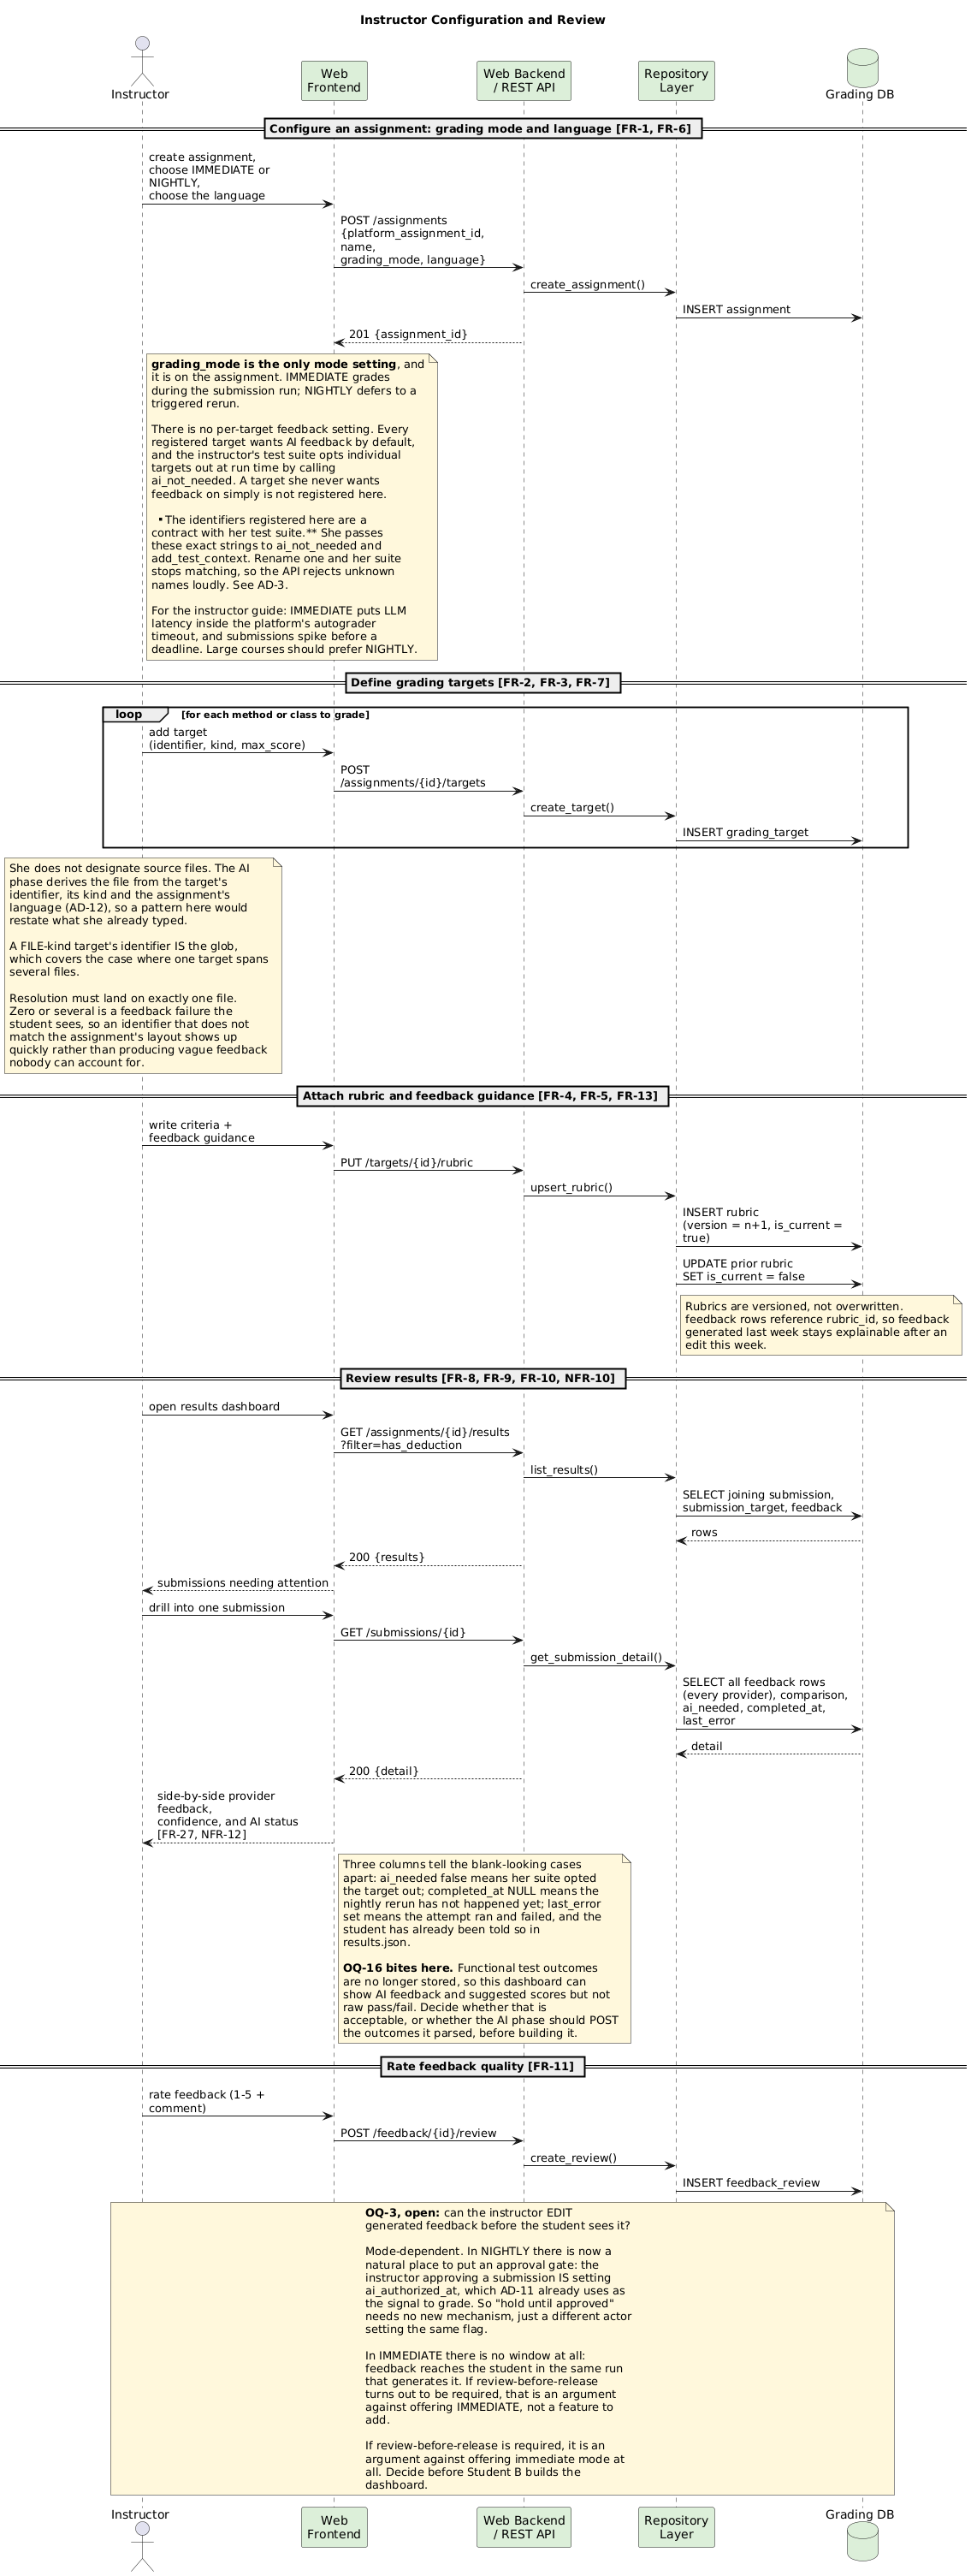 Instructor Configuration and Review
Instructor
Web
Frontend
Web Backend
/ REST API
Repository
Layer
Grading DB
Configure an assignment: grading mode and language [FR-1, FR-6]
create assignment,
choose IMMEDIATE or
NIGHTLY,
choose the language
POST /assignments
{platform_assignment_id,
name,
grading_mode, language}
create_assignment()
INSERT assignment
201 {assignment_id}
grading_mode is the only mode setting, and
it is on the assignment. IMMEDIATE grades
during the submission run; NIGHTLY defers to a
triggered rerun.
There is no per-target feedback setting. Every
registered target wants AI feedback by default,
and the instructor's test suite opts individual
targets out at run time by calling
ai_not_needed. A target she never wants
feedback on simply is not registered here.
• The identifiers registered here are a
contract with her test suite.** She passes
these exact strings to ai_not_needed and
add_test_context. Rename one and her suite
stops matching, so the API rejects unknown
names loudly. See AD-3.
For the instructor guide: IMMEDIATE puts LLM
latency inside the platform's autograder
timeout, and submissions spike before a
deadline. Large courses should prefer NIGHTLY.
Define grading targets [FR-2, FR-3, FR-7]
loop
[for each method or class to grade]
add target
(identifier, kind, max_score)
POST
/assignments/{id}/targets
create_target()
INSERT grading_target
She does not designate source files. The AI
phase derives the file from the target's
identifier, its kind and the assignment's
language (AD-12), so a pattern here would
restate what she already typed.
A FILE-kind target's identifier IS the glob,
which covers the case where one target spans
several files.
Resolution must land on exactly one file.
Zero or several is a feedback failure the
student sees, so an identifier that does not
match the assignment's layout shows up
quickly rather than producing vague feedback
nobody can account for.
Attach rubric and feedback guidance [FR-4, FR-5, FR-13]
write criteria +
feedback guidance
PUT /targets/{id}/rubric
upsert_rubric()
INSERT rubric
(version = n+1, is_current =
true)
UPDATE prior rubric
SET is_current = false
Rubrics are versioned, not overwritten.
feedback rows reference rubric_id, so feedback
generated last week stays explainable after an
edit this week.
Review results [FR-8, FR-9, FR-10, NFR-10]
open results dashboard
GET /assignments/{id}/results
?filter=has_deduction
list_results()
SELECT joining submission,
submission_target, feedback
rows
200 {results}
submissions needing attention
drill into one submission
GET /submissions/{id}
get_submission_detail()
SELECT all feedback rows
(every provider), comparison,
ai_needed, completed_at,
last_error
detail
200 {detail}
side-by-side provider
feedback,
confidence, and AI status
[FR-27, NFR-12]
Three columns tell the blank-looking cases
apart: ai_needed false means her suite opted
the target out; completed_at NULL means the
nightly rerun has not happened yet; last_error
set means the attempt ran and failed, and the
student has already been told so in
results.json.
OQ-16 bites here. Functional test outcomes
are no longer stored, so this dashboard can
show AI feedback and suggested scores but not
raw pass/fail. Decide whether that is
acceptable, or whether the AI phase should POST
the outcomes it parsed, before building it.
Rate feedback quality [FR-11]
rate feedback (1-5 +
comment)
POST /feedback/{id}/review
create_review()
INSERT feedback_review
OQ-3, open: can the instructor EDIT
generated feedback before the student sees it?
Mode-dependent. In NIGHTLY there is now a
natural place to put an approval gate: the
instructor approving a submission IS setting
ai_authorized_at, which AD-11 already uses as
the signal to grade. So "hold until approved"
needs no new mechanism, just a different actor
setting the same flag.
In IMMEDIATE there is no window at all:
feedback reaches the student in the same run
that generates it. If review-before-release
turns out to be required, that is an argument
against offering IMMEDIATE, not a feature to
add.
If review-before-release is required, it is an
argument against offering immediate mode at
all. Decide before Student B builds the
dashboard.
Instructor
Web
Frontend
Web Backend
/ REST API
Repository
Layer
Grading DB